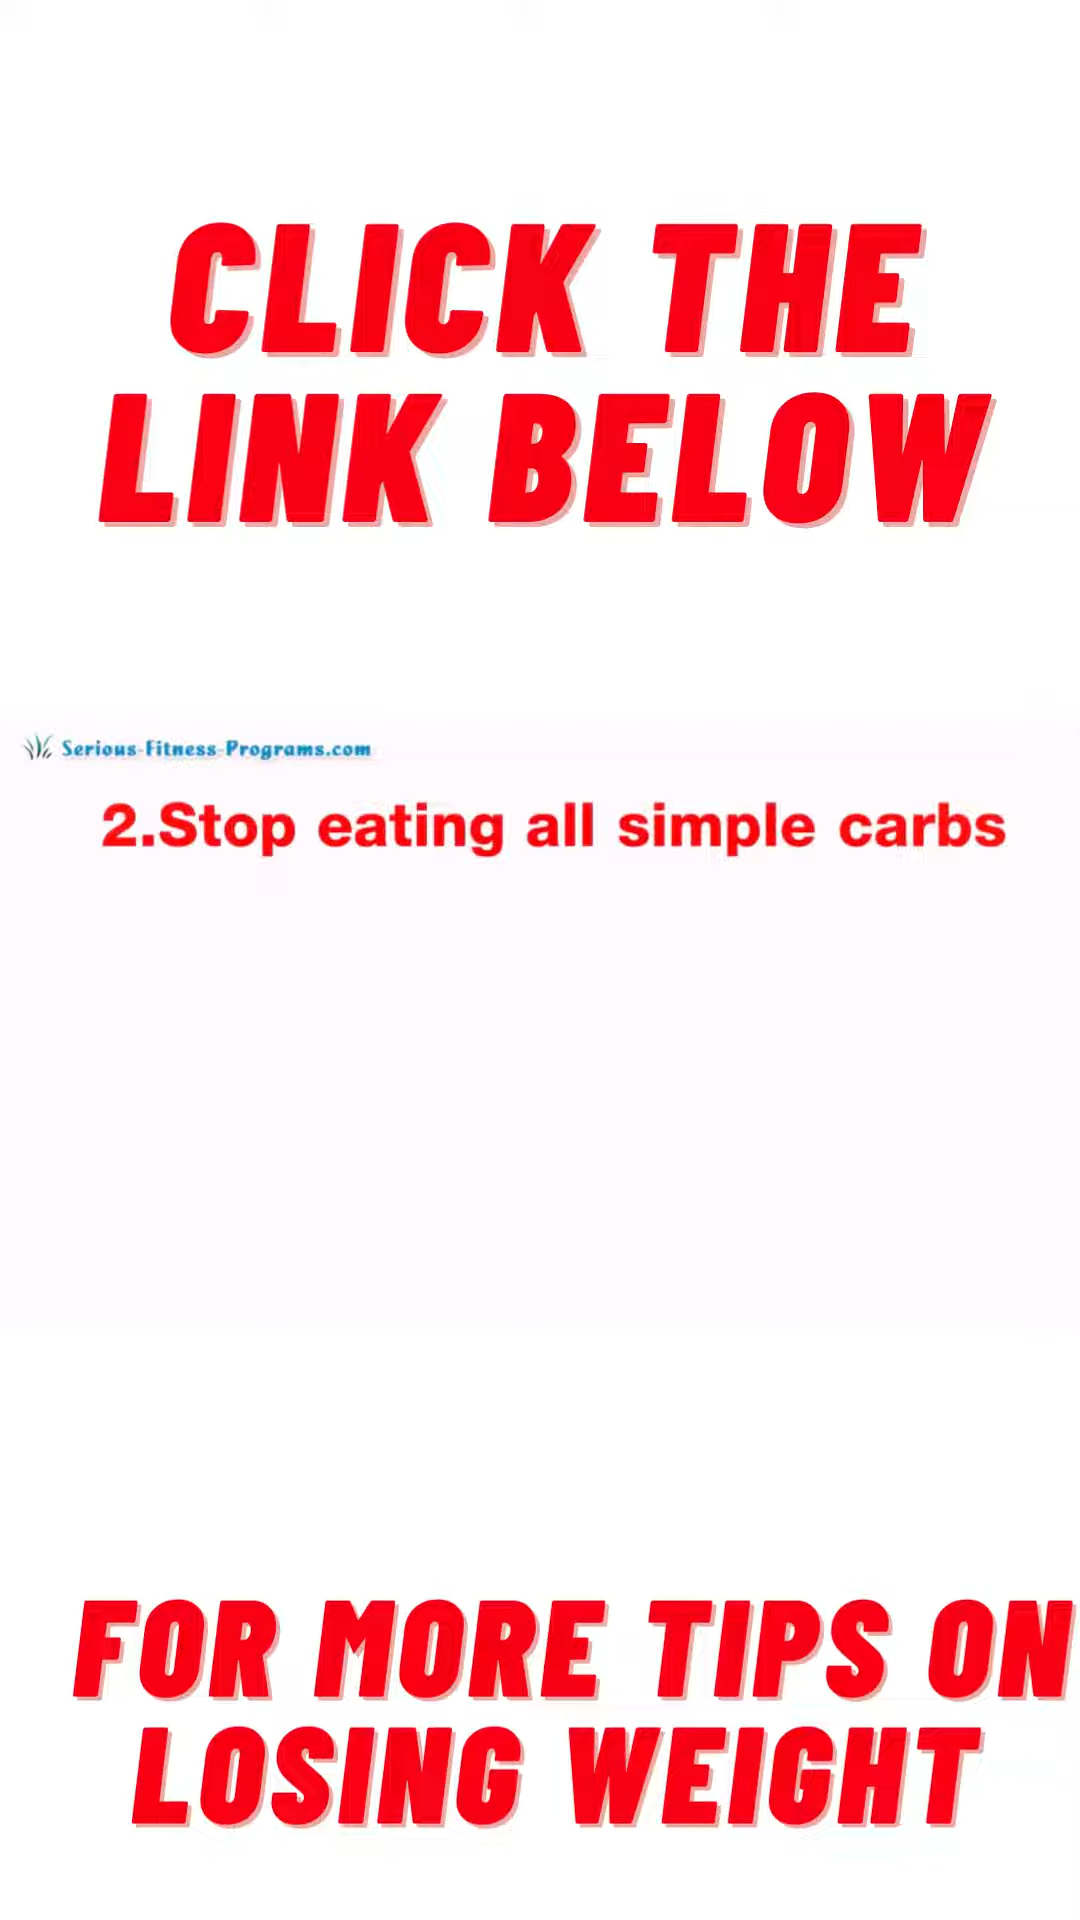 CLICK THE
LINK BELOW
Serious-Fitness-Programs.com
2.Stop eating all simple carbs
FOR MORE TIPS ON
LOSING WEIGHT